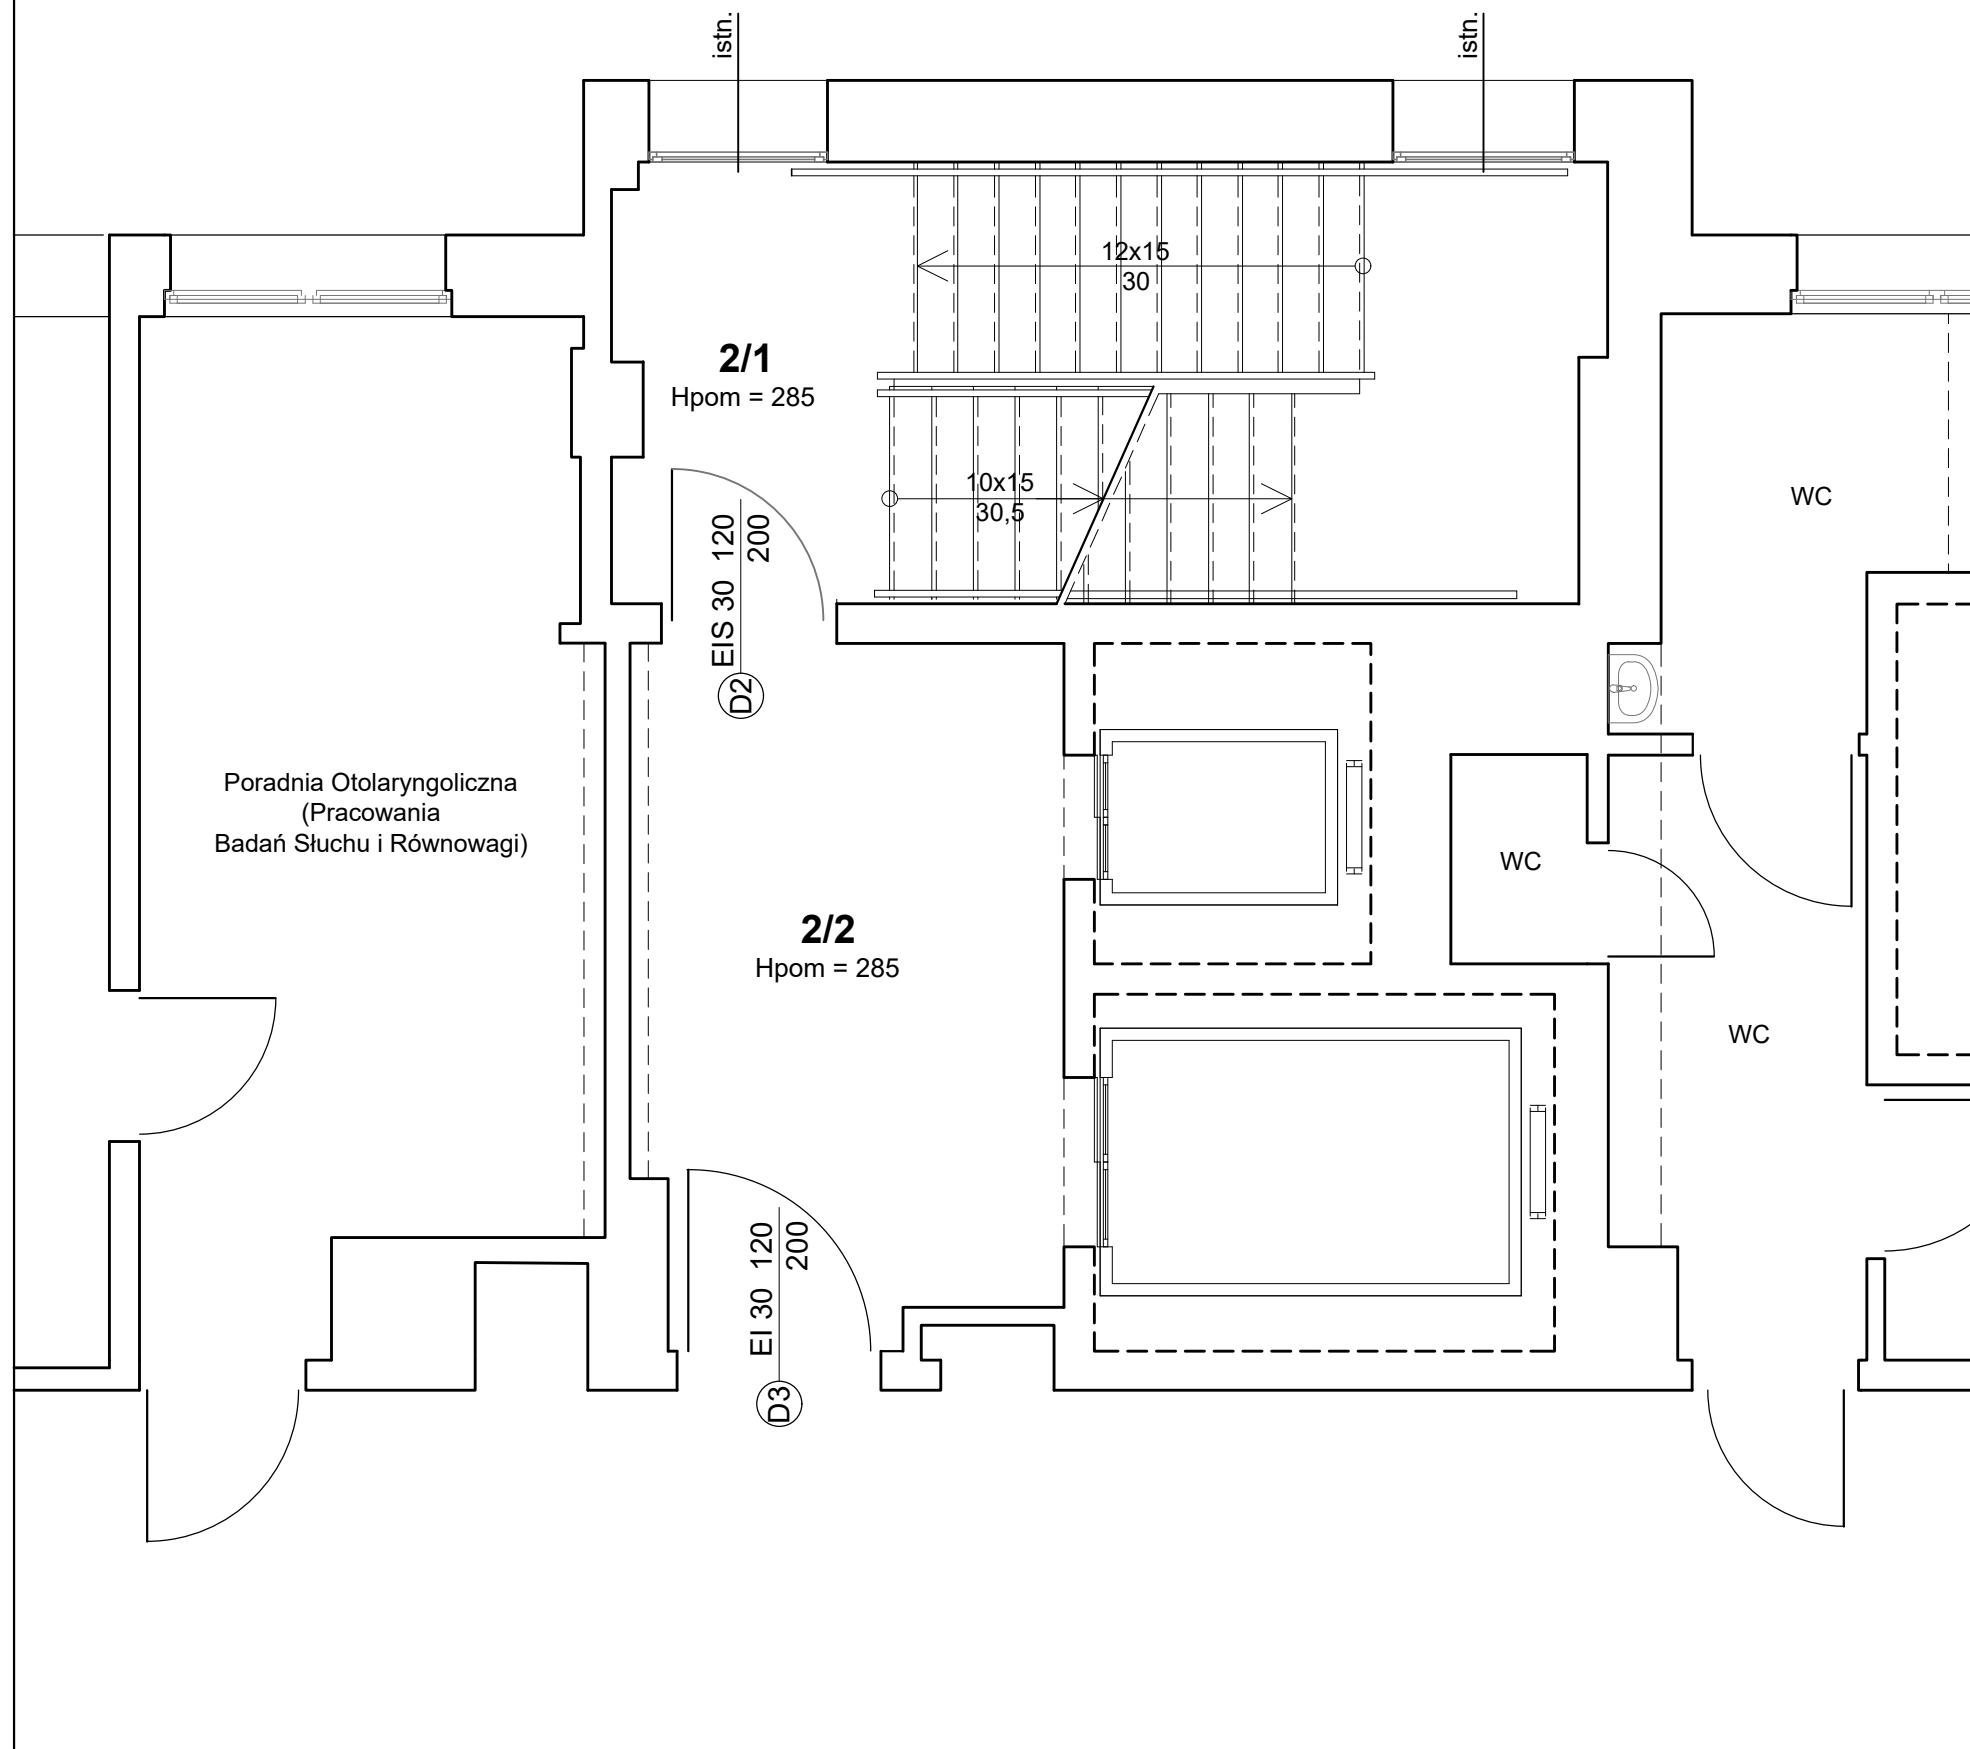 istn.
istn.
12x15
30
2/1
Hpom = 285
10x15
30,5
WC
EIS 30 120
200
D2
Poradnia Otolaryngoliczna
(Pracowania
Badań Słuchu i Równowagi)
WC
2/2
Hpom = 285
WC
EI 30 120
200
D3